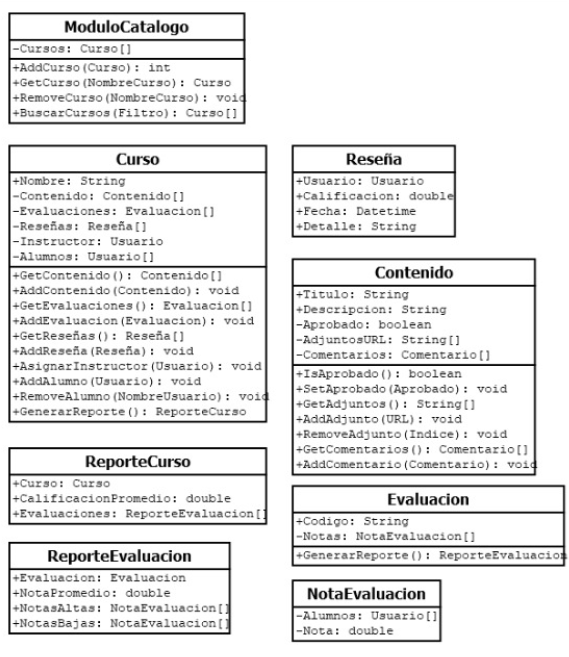 ModuloCatalogo
-Cursos: Curso[]
+AddCurso(Curso): int
+GetCurso(NombreCurso): Curso
+RemoveCurso(NombreCurso): void
+BuscarCursos(Filtro): Curso[]
Curso
+Nombre: String
-Contenido: Contenido[]
-Evaluaciones: Evaluacion[]
-Reseñas: Reseña[]
-Instructor: Usuario
-Alumnos: Usuario[]
+GetContenido(): Contenido[]
+AddContenido(Contenido): void
+GetEvaluaciones(): Evaluacion[]
+AddEvaluacion(Evaluacion): void
+GetReseñas(): Reseña[]
+AddReseña(Reseña): void
+AsignarInstructor(Usuario): void
+AddAlumno(Usuario): void
+RemoveAlumno(NombreUsuario): void
+GenerarReporte(): ReporteCurso
Reseña
+Usuario: Usuario
+Calificacion: double
+Fecha: Datetime
+Detalle: String
Contenido
+Titulo: String
+Descripcion: String
-Aprobado: boolean
-AdjuntosURL: String[]
-Comentarios: Comentario[]
+IsAprobado(): boolean
+SetAprobado(Aprobado): void
+GetAdjuntos(): String[]
+AddAdjunto(URL): void
+RemoveAdjunto(Indice): void
+GetComentarios(): Comentario[]
+AddComentario(Comentario): void
ReporteCurso
+Curso: Curso
+CalificacionPromedio: double
+Evaluaciones: ReporteEvaluacion[]
Evaluacion
+Codigo: String
-Notas: NotaEvaluacion[]
+GenerarReporte(): ReporteEvaluacion
ReporteEvaluacion
+Evaluacion: Evaluacion
+NotaPromedio: double
+NotasAltas: NotaEvaluacion[]
+NotasBajas: NotaEvaluacion[]
NotaEvaluacion
-Alumnos: Usuario[]
-Nota: double